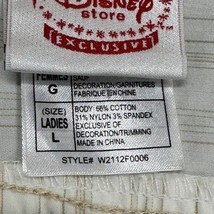 Disney
store
EXCLUSIVE
FEMMES
G
SAUF
DECORATION/GARNITURES
FABRIQUE EN CHINE
(SIZE)
LADIES
L
BODY: 66% COTTON
31% NYLON 3% SPANDEX
EXCLUSIVE OF
DECORATION/TRIMMING
MADE IN CHINA
STYLE# W2112F0006